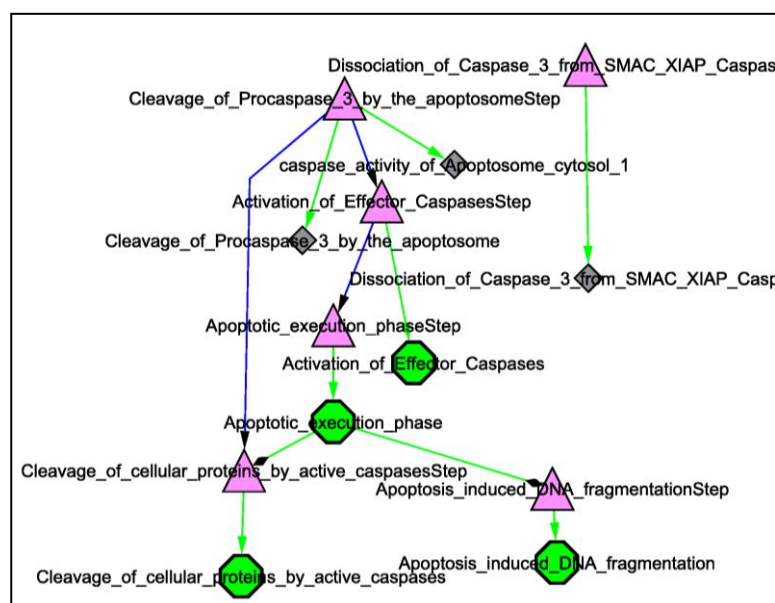 Dissociation_of_Caspase_3_from_SMAC_XIAP_Caspas
Cleavage_of_Procaspase_3_by_the_apoptosomeStep
caspase_activity_of_Apoptosome_cytosol_1
Activation_of_Effector_CaspasesStep
Cleavage_of_Procaspase_3_by_the_apoptosome
Dissociation_of_Caspase_3_from_SMAC_XIAP_Casp
Apoptotic_execution_phaseStep
Activation_of_Effector_Caspases
Apoptotic_execution_phase
Cleavage_of_cellular_proteins_by_active_caspasesStep
Apoptosis_induced_DNA_fragmentationStep
Apoptosis_induced_DNA_fragmentation
Cleavage_of_cellular_proteins_by_active_caspases